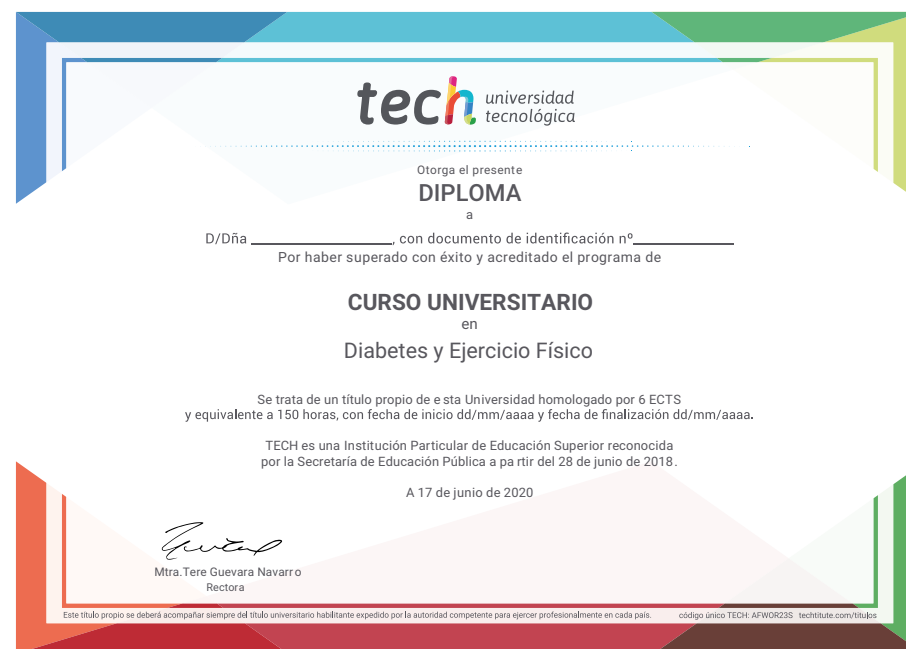 tech universidad
tecnológica
Otorga el presente
DIPLOMA
a
D/Dña ____________________, con documento de identificación nº______________
Por haber superado con éxito y acreditado el programa de
CURSO UNIVERSITARIO
en
Diabetes y Ejercicio Físico
Se trata de un título propio de e sta Universidad homologado por 6 ECTS
y equivalente a 150 horas, con fecha de inicio dd/mm/aaaa y fecha de finalización dd/mm/aaaa.
TECH es una Institución Particular de Educación Superior reconocida
por la Secretaría de Educación Pública a pa rtir del 28 de junio de 2018.
A 17 de junio de 2020
Mtra.Tere Guevara Navarro
Rectora
Este título propio se deberá acompañar siempre del título universitario habilitante expedido por la autoridad competente para ejercer profesionalmente en cada país. código único TECH: AFWOR23S techtitute.com/titulos